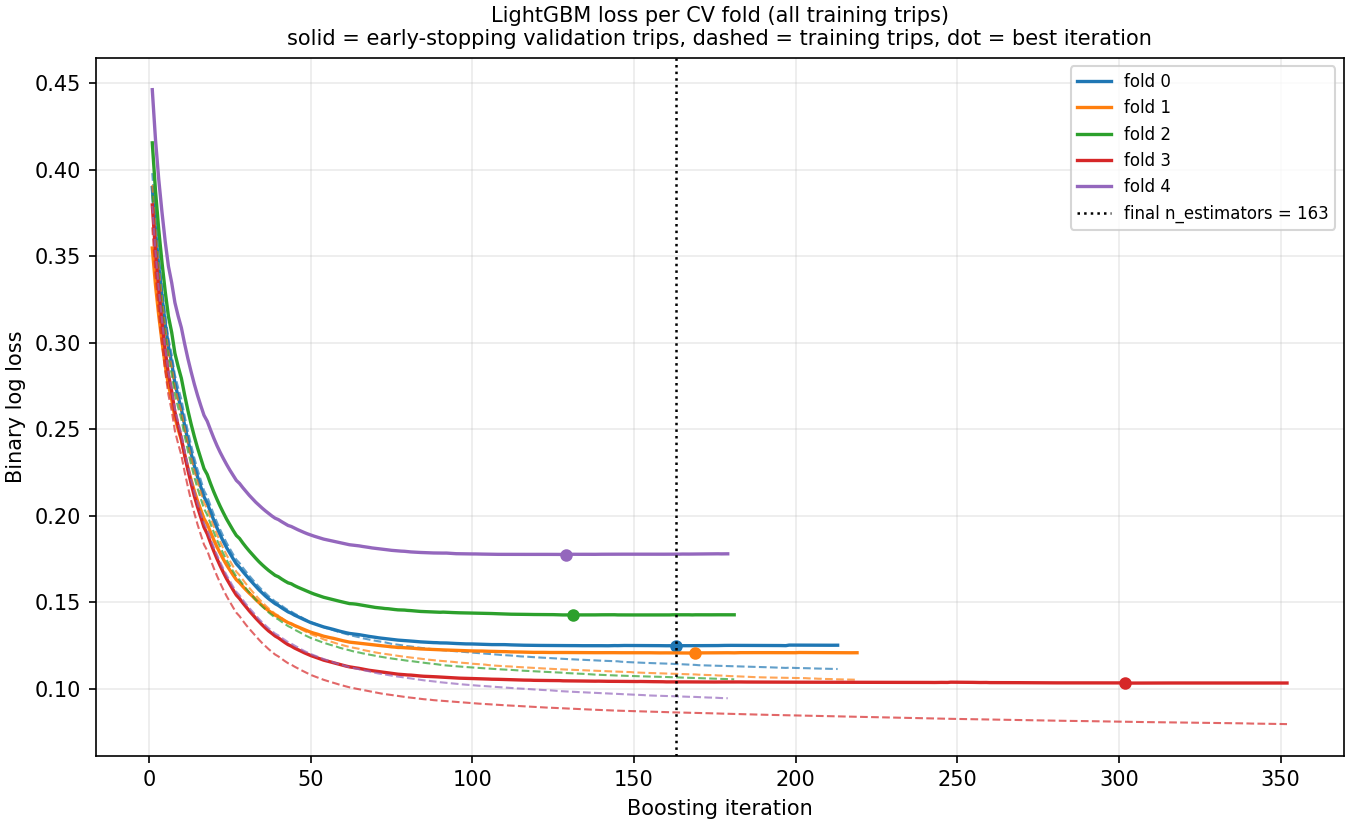 LightGBM loss per CV fold (all training trips)
solid = early-stopping validation trips, dashed = training trips, dot = best iteration
Binary log loss
0.45
0.40
0.35
0.30
0.25
0.20
0.15
0.10
fold 0
fold 1
fold 2
fold 3
fold 4
final n_estimators = 163
0
50
100
150
200
250
300
350
Boosting iteration